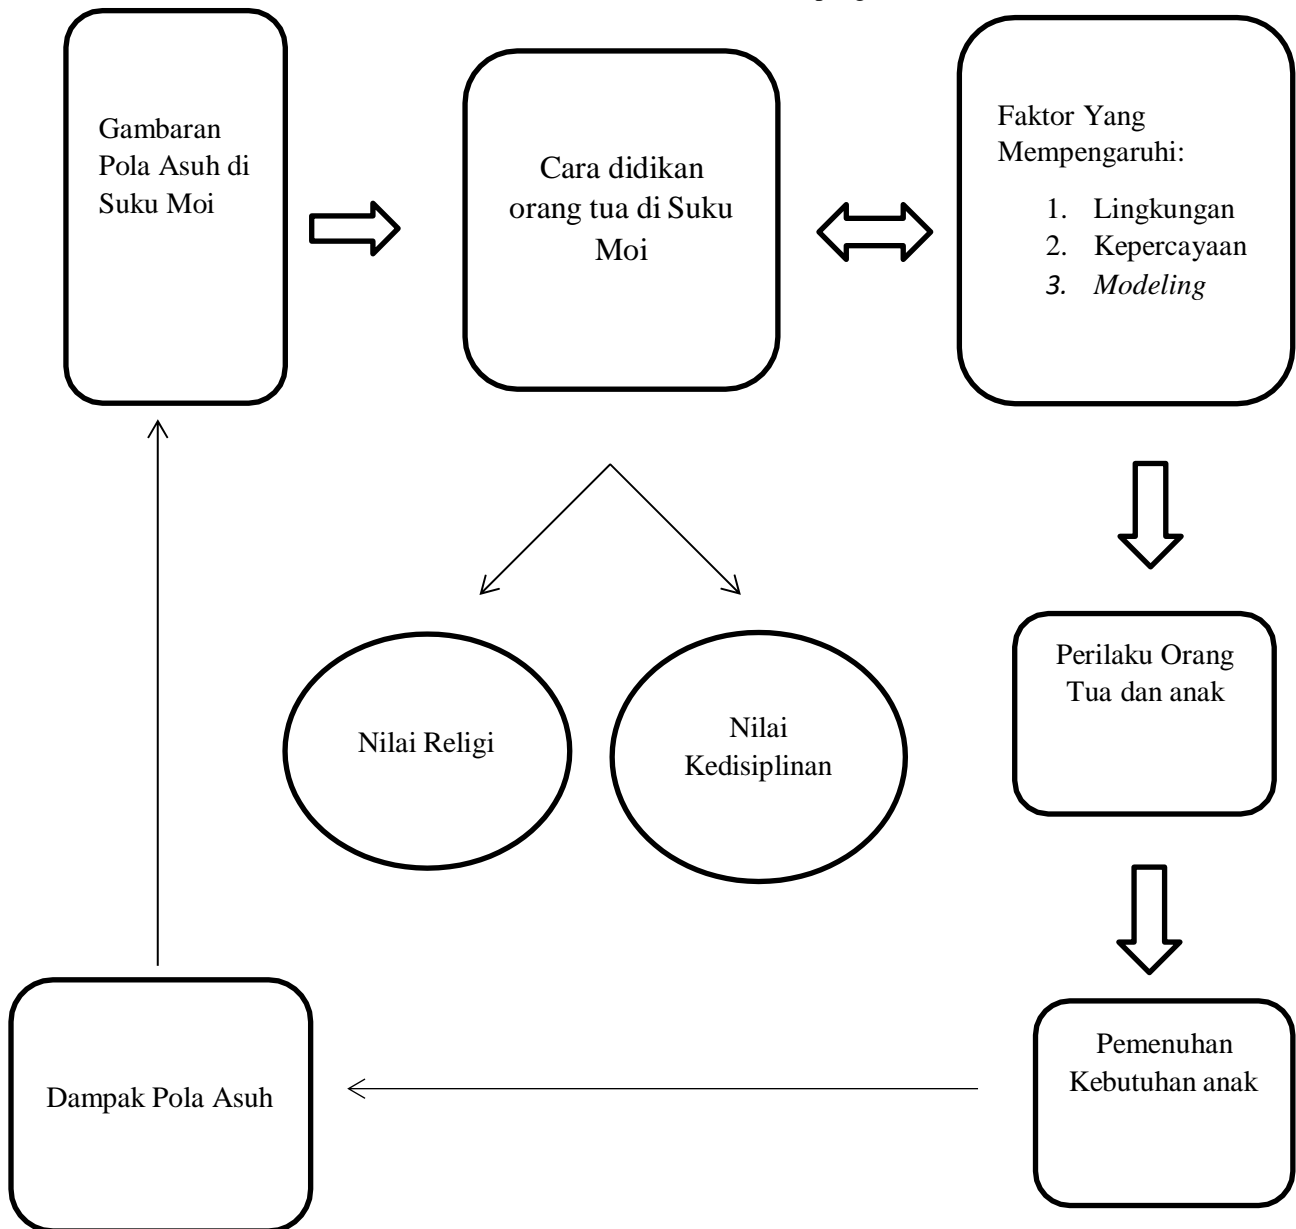 Gambaran
Pola Asuh di
Suku Moi
Cara didikan
orang tua di Suku
Moi
Faktor Yang
Mempengaruhi:
1. Lingkungan
2. Kepercayaan
3. Modeling
Nilai Religi
Nilai
Kedisiplinan
Perilaku Orang
Tua dan anak
Dampak Pola Asuh
Pemenuhan
Kebutuhan anak